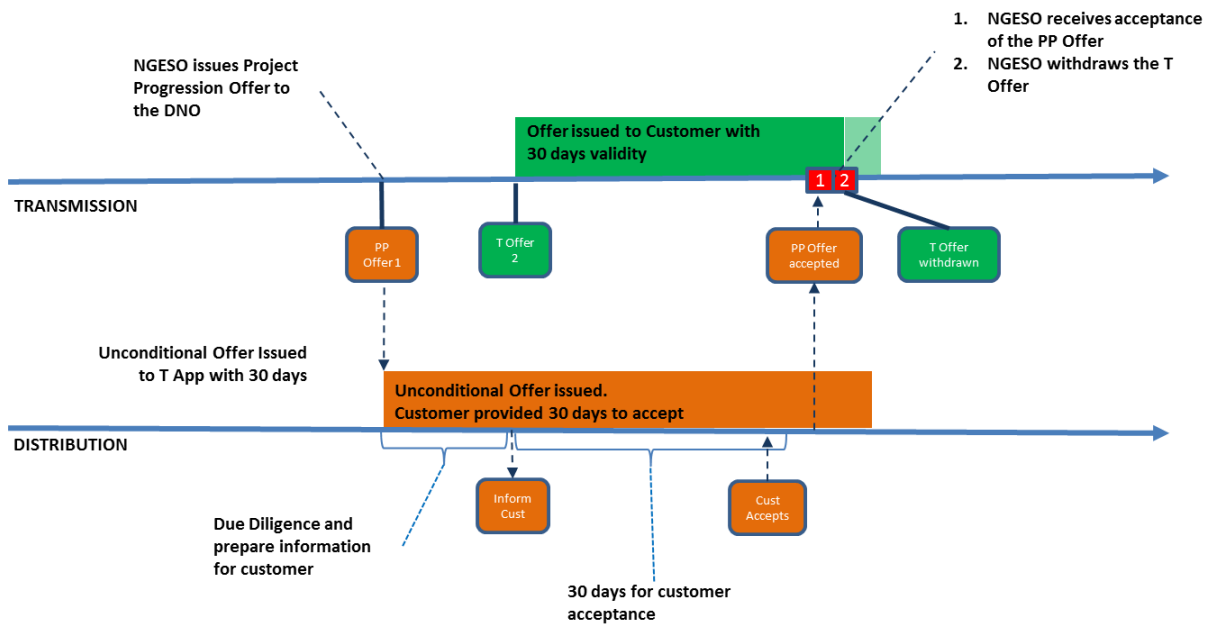 1. NGESO receives acceptance
of the PP Offer
2. NGESO withdraws the T
Offer
NGESO issues Project
Progression Offer to
the DNO
Offer issued to Customer with
30 days validity
1 2
TRANSMISSION
PP
Offer 1
T Offer
2
PP Offer
accepted
T Offer
withdrawn
Unconditional Offer Issued
to T App with 30 days
Unconditional Offer issued.
Customer provided 30 days to accept
DISTRIBUTION
Inform
Cust
Cust
Accepts
Due Diligence and
prepare information
for customer
30 days for customer
acceptance